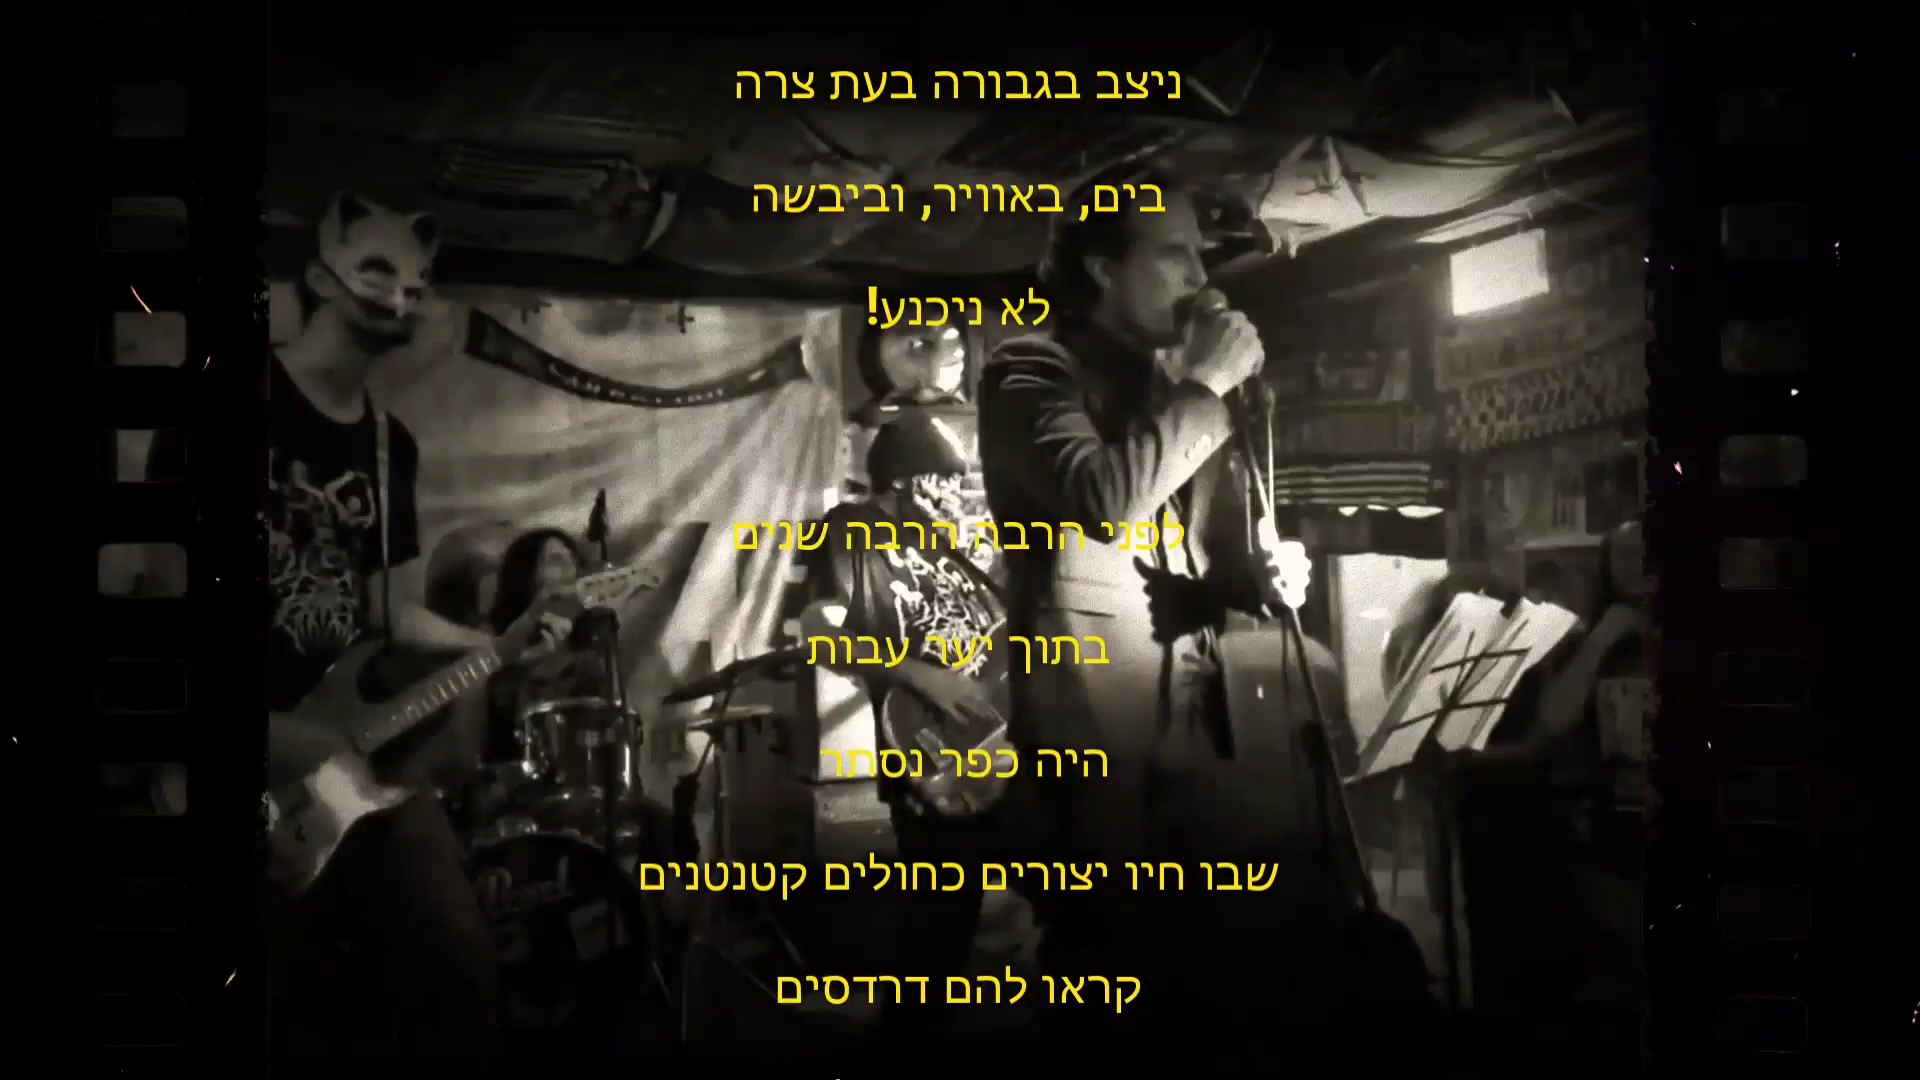 ניצב בגבורה בעת צרה
בים, באוויר, וביבשה
לא ניכנע!
לפני הרבה הרבה שנים
בתוך יער עבות
היה כפר נסתר
שבו חיו יצורים כחולים קטנטנים
קראו להם דרדסים